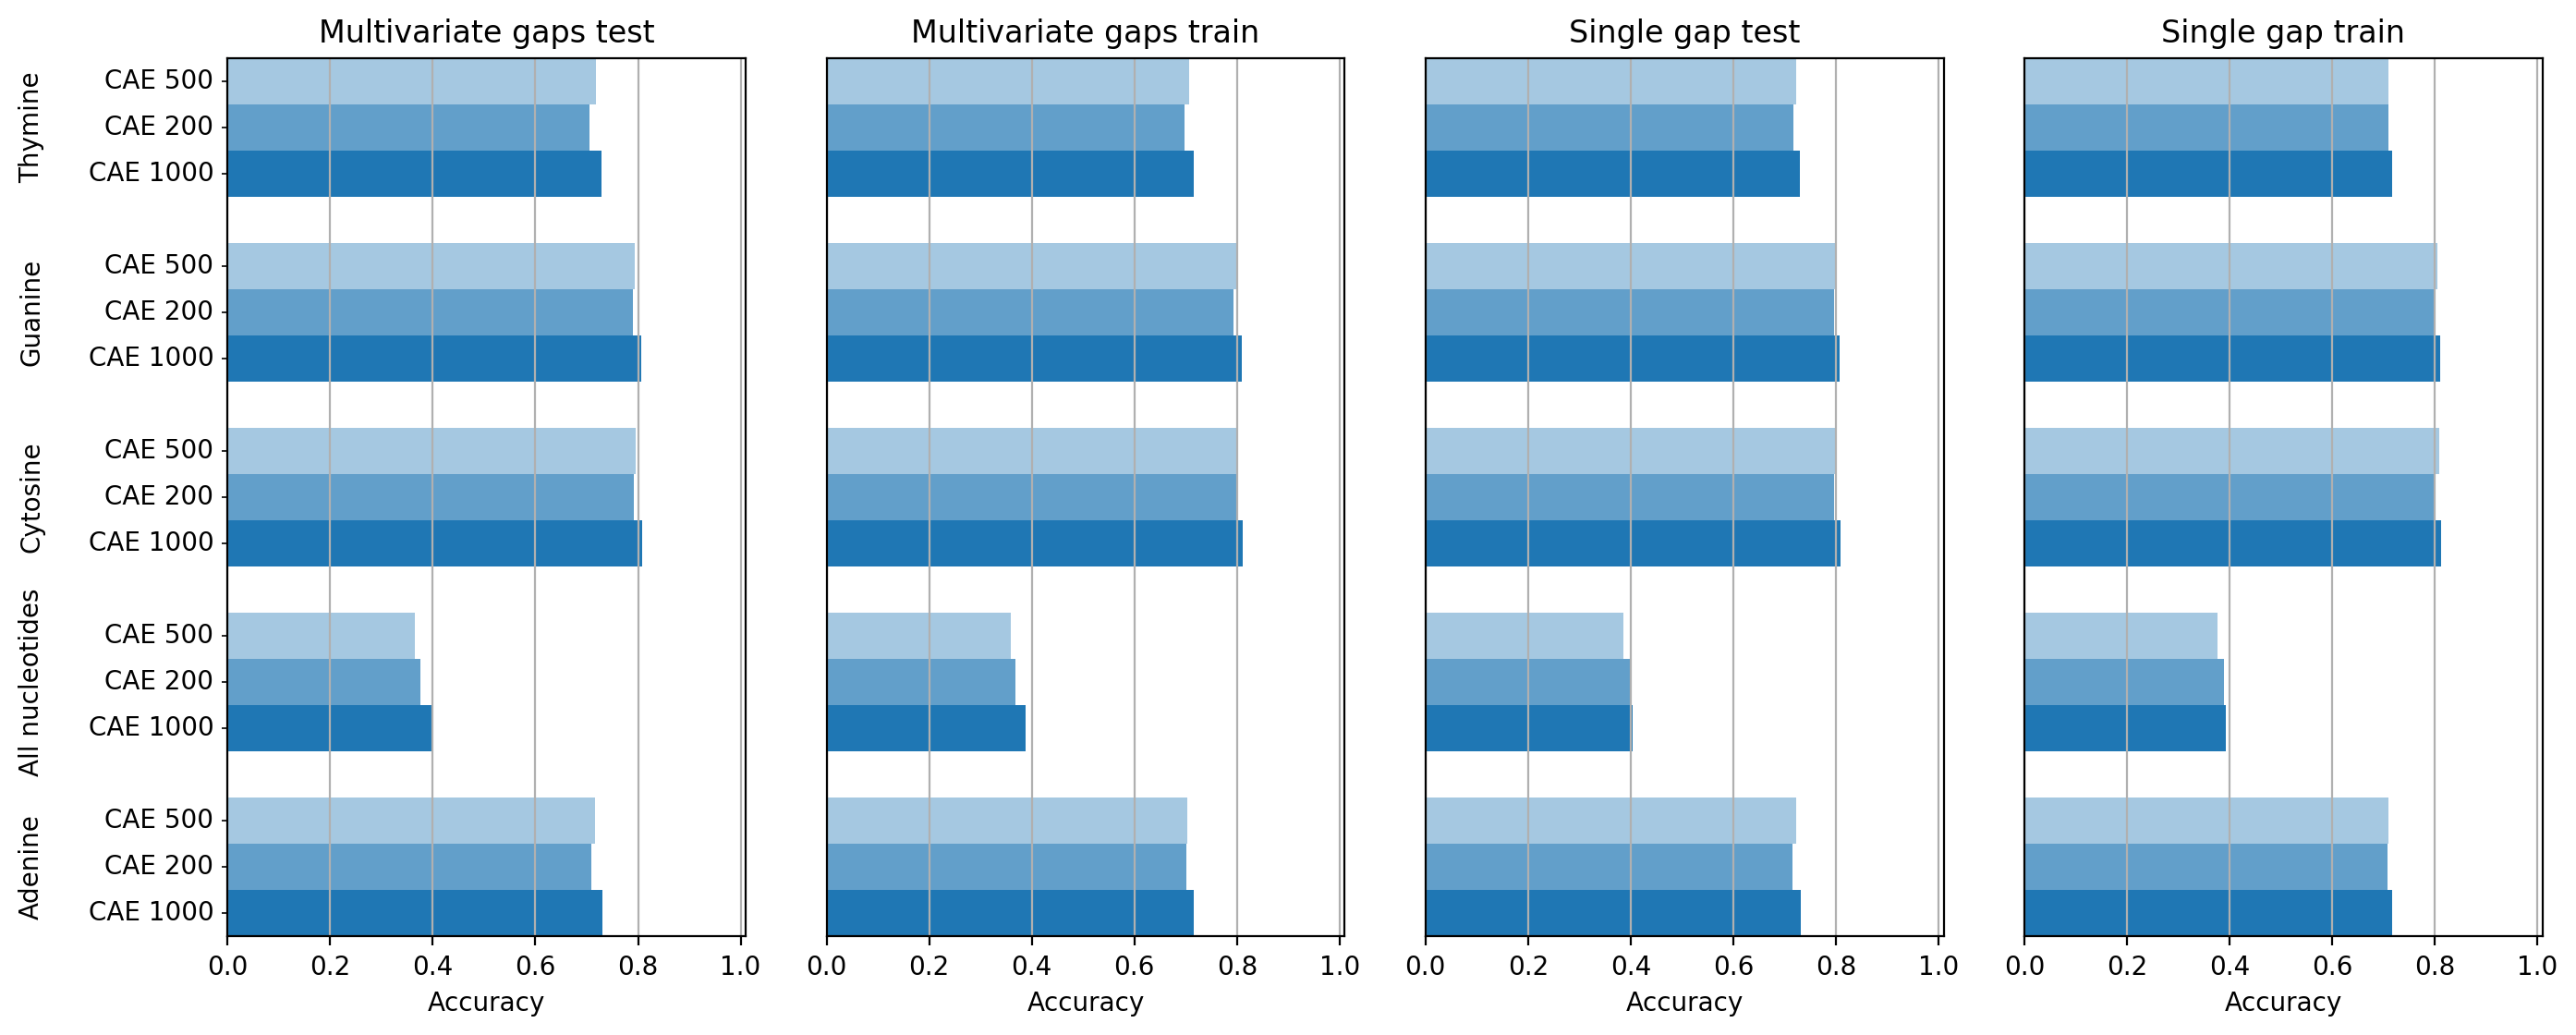 Multivariate gaps test
Multivariate gaps train
Single gap test
Single gap train
Thymine
CAE 500
CAE 200
CAE 1000
Guanine
CAE 500
CAE 200
CAE 1000
Cytosine
CAE 500
CAE 200
CAE 1000
All nucleotides
CAE 500
CAE 200
CAE 1000
Adenine
CAE 500
CAE 200
CAE 1000
0.0 0.2 0.4 0.6 0.8 1.0
Accuracy
0.0 0.2 0.4 0.6 0.8 1.0
Accuracy
0.0 0.2 0.4 0.6 0.8 1.0
Accuracy
0.0 0.2 0.4 0.6 0.8 1.0
Accuracy